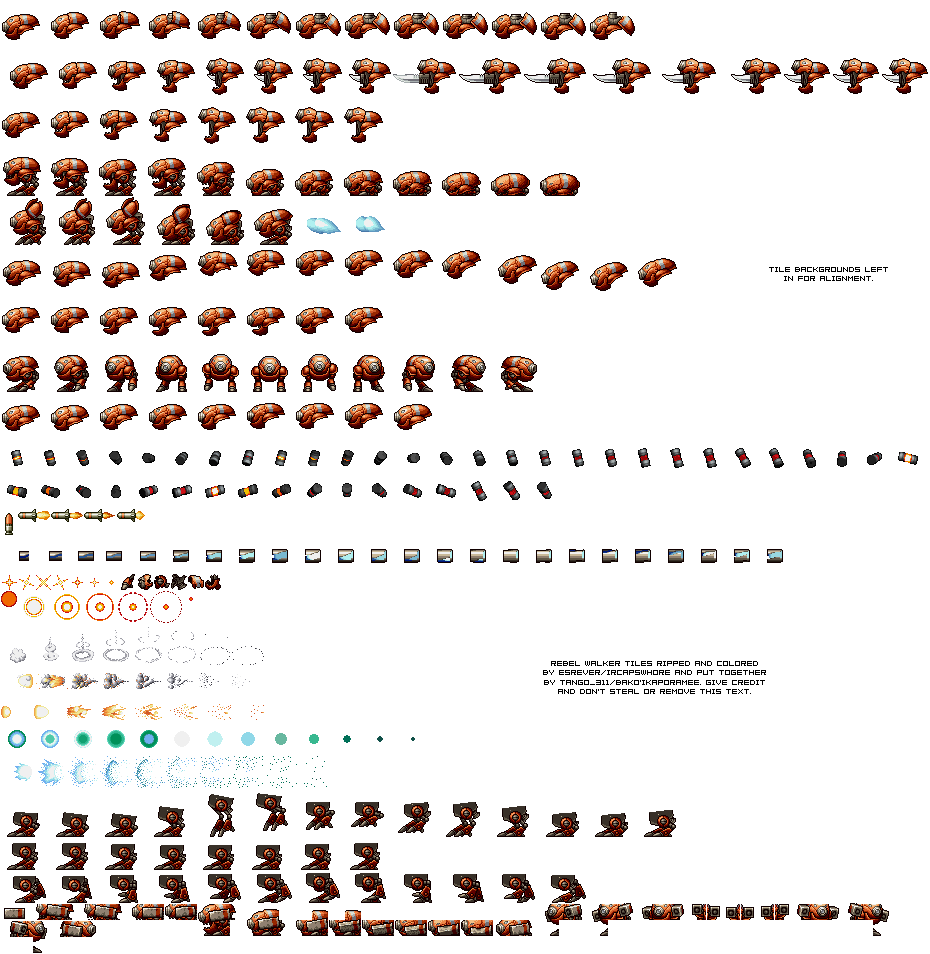 TILE BACKGROUNDS LEFT
IN FOR ALIGNMENT.
REBEL WALKER TILES RIPPED AND COLORED
BY ESREVER/IRCAPSWHORE AND PUT TOGETHER
BY TANGO_311/BAKO'IKAPORAMEE. GIVE CREDIT
AND DON'T STEAL OR REMOVE THIS TEXT.